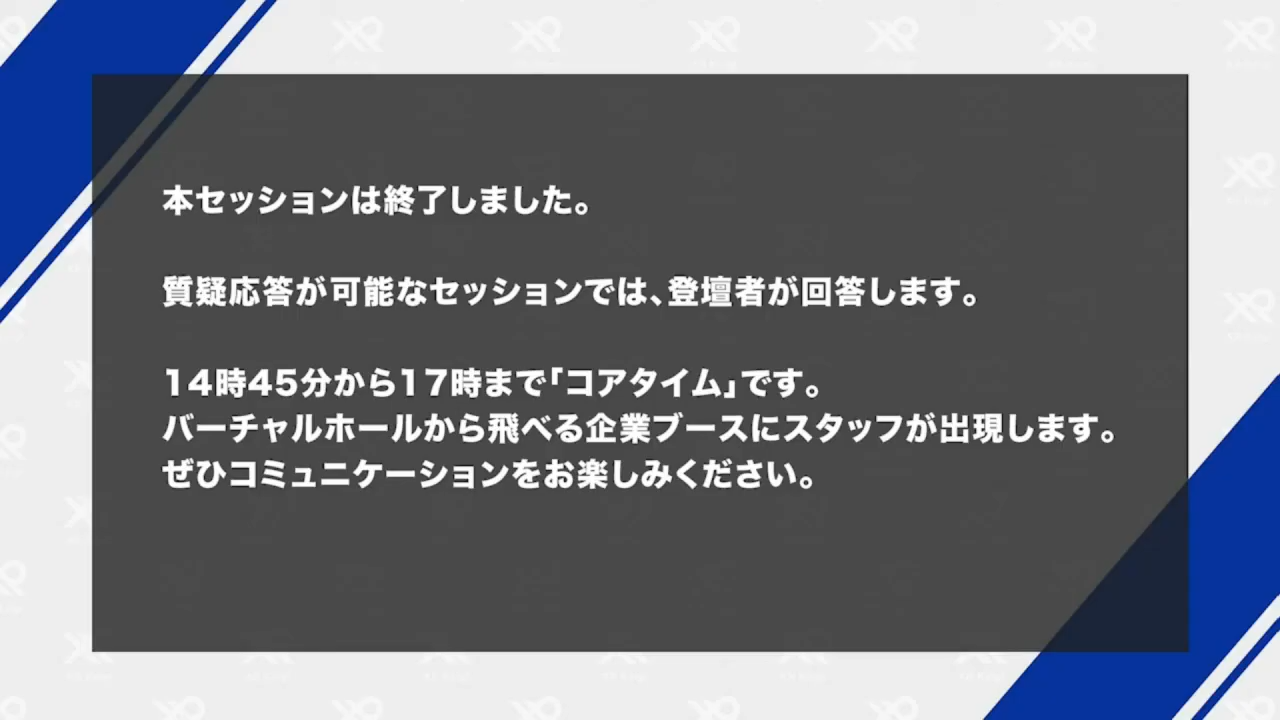 本セッションは終了しました。
質疑応答が可能なセッションでは、登壇者が回答します。
14時45分から17時まで「コアタイム」です。
バーチャルホールから飛べる企業ブースにスタッフが出現します。
ぜひコミュニケーションをお楽しみください。